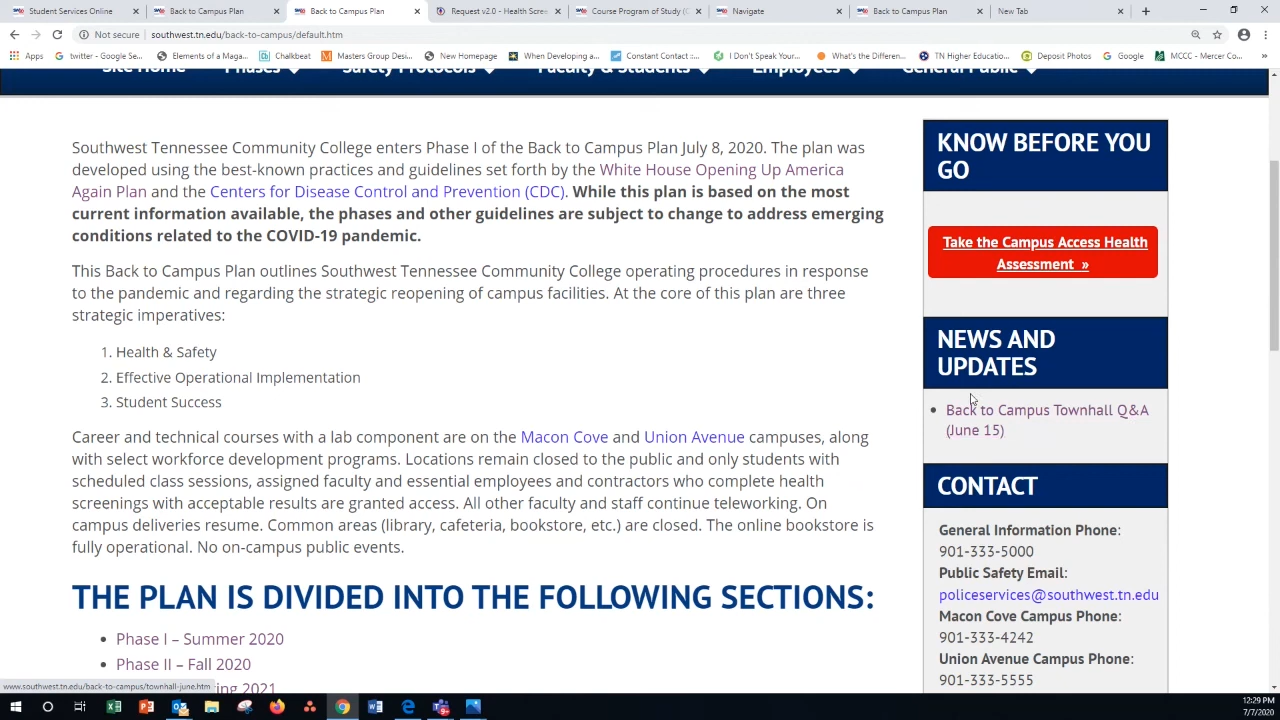 Student Services Online
Back to Campus Plan
Back to Campus Plan
Request v2.0 - Health Scre
Course Program of Study (
Navigate
Back to Campus Plan
New Tab
Not secure | southwest.tn.edu/back-to-campus/default.htm
Apps
twitter - Google Se...
Elements of a Maga...
Chalkbeat
Masters Group Desi...
New Homepage
When Developing an...
Constant Contact :...
I Don't Speak Your...
What's the Differen...
TN Higher Educatio...
Deposit Photos
Google
MCCC - Mercer Co...
Site Home
Phases
Safety Protocols
Faculty & Students
Employees
General Public
Southwest Tennessee Community College enters Phase I of the Back to Campus Plan July 8, 2020. The plan was
developed using the best-known practices and guidelines set forth by the White House Opening Up America
Again Plan and the Centers for Disease Control and Prevention (CDC). While this plan is based on the most
current information available, the phases and other guidelines are subject to change to address emerging
conditions related to the COVID-19 pandemic.
This Back to Campus Plan outlines Southwest Tennessee Community College operating procedures in response
to the pandemic and regarding the strategic reopening of campus facilities. At the core of this plan are three
strategic imperatives:
1. Health & Safety
2. Effective Operational Implementation
3. Student Success
Career and technical courses with a lab component are on the Macon Cove and Union Avenue campuses, along
with select workforce development programs. Locations remain closed to the public and only students with
scheduled class sessions, assigned faculty and essential employees and contractors who complete health
screenings with acceptable results are granted access. All other faculty and staff continue teleworking. On
campus deliveries resume. Common areas (library, cafeteria, bookstore, etc.) are closed. The online bookstore is
fully operational. No on-campus public events.
THE PLAN IS DIVIDED INTO THE FOLLOWING SECTIONS:
Phase I – Summer 2020
Phase II – Fall 2020
ing 2021
KNOW BEFORE YOU
GO
Take the Campus Access Health
Assessment »
NEWS AND
UPDATES
Back to Campus Townhall Q&A
(June 15)
CONTACT
General Information Phone:
901-333-5000
Public Safety Email:
policeservices@southwest.tn.edu
Macon Cove Campus Phone:
901-333-4242
Union Avenue Campus Phone:
901-333-5555
www.southwest.tn.edu/back-to-campus/townhall-june.htm
12:29 PM
7/7/2020